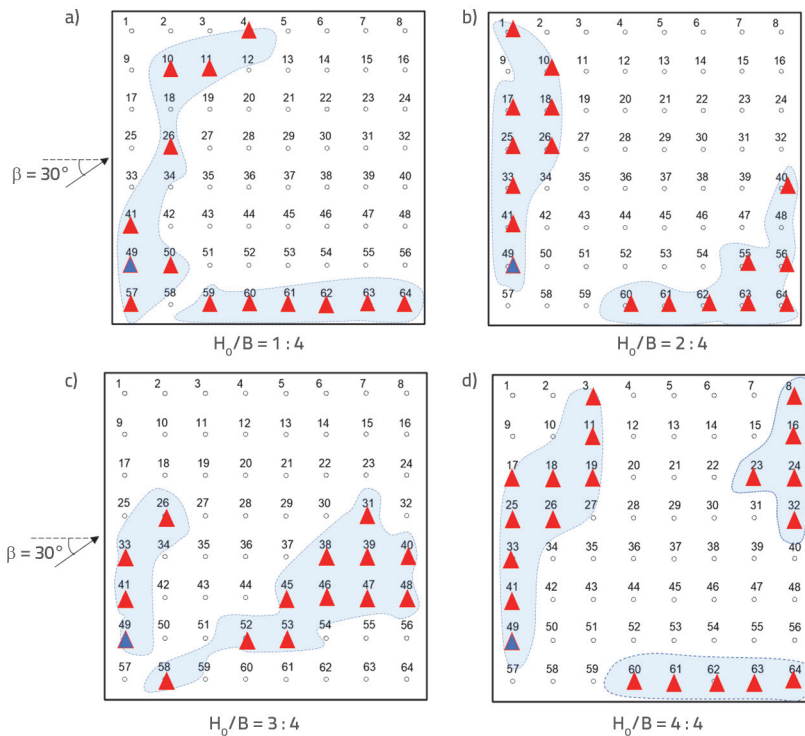 a)
1 2 3 4 5 6 7 8
9 10 11 12 13 14 15 16
17 18 19 20 21 22 23 24
25 26 27 28 29 30 31 32
β = 30°
33 34 35 36 37 38 39 40
41 42 43 44 45 46 47 48
49 50 51 52 53 54 55 56
57 58 59 60 61 62 63 64
H₀/B = 1 : 4
b)
1 2 3 4 5 6 7 8
9 10 11 12 13 14 15 16
17 18 19 20 21 22 23 24
25 26 27 28 29 30 31 32
33 34 35 36 37 38 39 40
41 42 43 44 45 46 47 48
49 50 51 52 53 54 55 56
57 58 59 60 61 62 63 64
H₀/B = 2 : 4
c)
1 2 3 4 5 6 7 8
9 10 11 12 13 14 15 16
17 18 19 20 21 22 23 24
25 26 27 28 29 30 31 32
β = 30°
33 34 35 36 37 38 39 40
41 42 43 44 45 46 47 48
49 50 51 52 53 54 55 56
57 58 59 60 61 62 63 64
H₀/B = 3 : 4
d)
1 2 3 4 5 6 7 8
9 10 11 12 13 14 15 16
17 18 19 20 21 22 23 24
25 26 27 28 29 30 31 32
33 34 35 36 37 38 39 40
41 42 43 44 45 46 47 48
49 50 51 52 53 54 55 56
57 58 59 60 61 62 63 64
H₀/B = 4 : 4